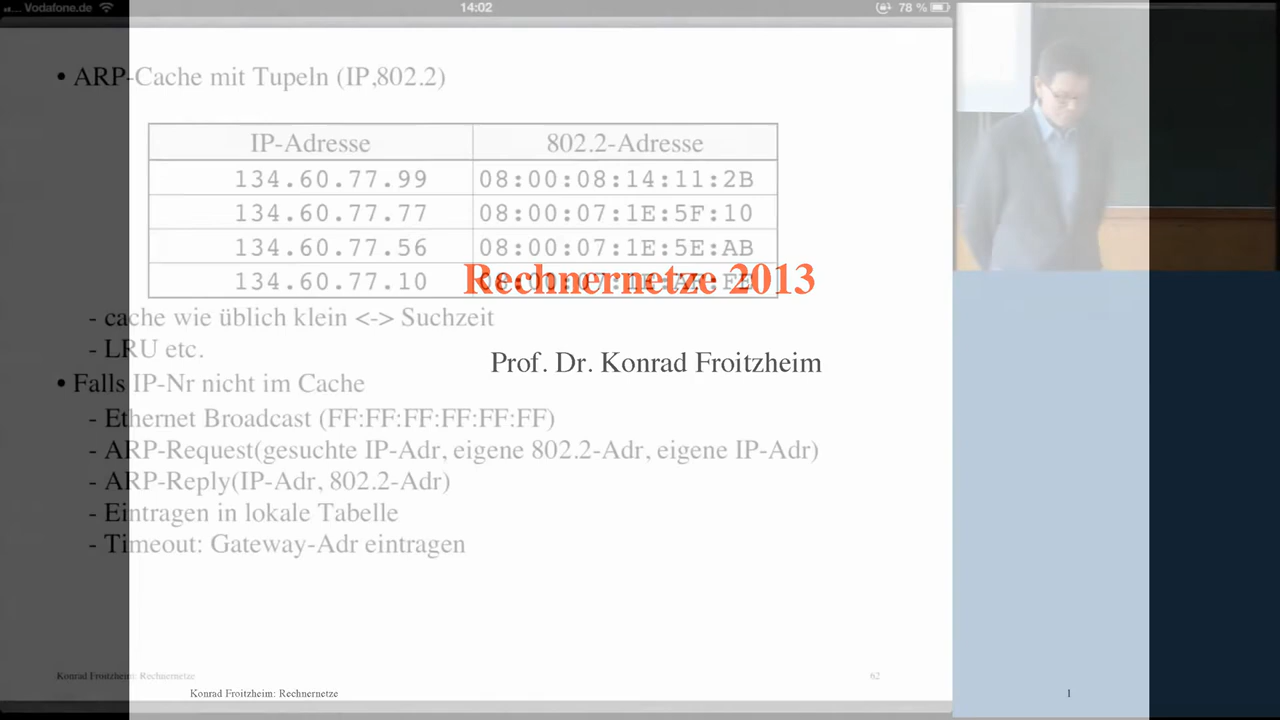 Vodafone.de
14:02
78 %
• ARP-Cache mit Tupeln (IP,802.2)
IP-Adresse 802.2-Adresse
134.60.77.99 08:00:08:14:11:2B
134.60.77.77 08:00:07:1E:5F:10
134.60.77.56 08:00:07:1E:5E:AB
134.60.77.10
Rechnernetze 2013
- cache wie üblich klein <-> Suchzeit
- LRU etc.
Prof. Dr. Konrad Froitzheim
• Falls IP-Nr nicht im Cache
- Ethernet Broadcast (FF:FF:FF:FF:FF:FF)
- ARP-Request(gesuchte IP-Adr, eigene 802.2-Adr, eigene IP-Adr)
- ARP-Reply(IP-Adr, 802.2-Adr)
- Eintragen in lokale Tabelle
- Timeout: Gateway-Adr eintragen
Konrad Froitzheim: Rechnernetze 62
Konrad Froitzheim: Rechnernetze 1